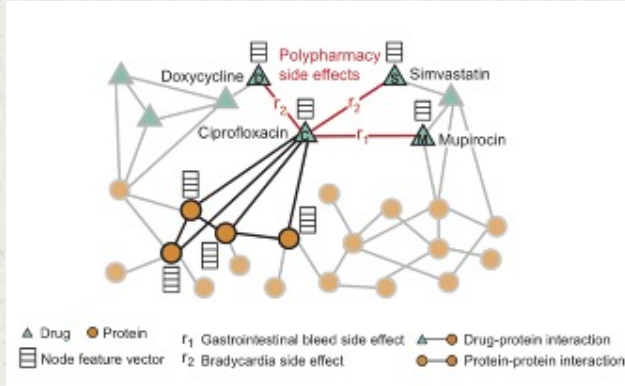 Polypharmacy
side effects
Doxycycline
D
S
Simvastatin
r2
r2
Ciprofloxacin
C
r1
M
Mupirocin
Drug
Protein
r1 Gastrointestinal bleed side effect
Drug-protein interaction
Node feature vector
r2 Bradycardia side effect
Protein-protein interaction